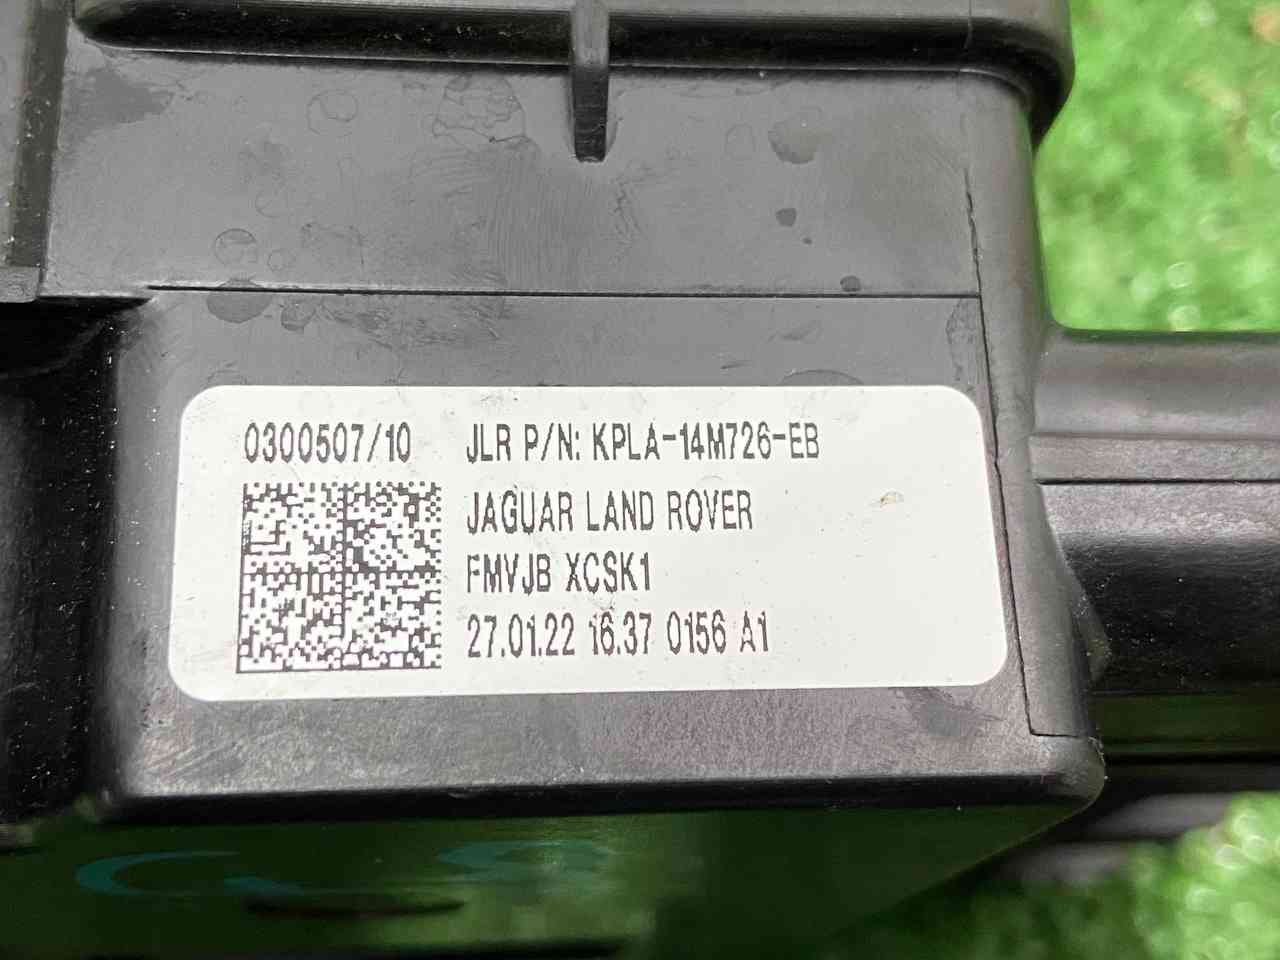 0300507/10
JLR P/N: KPLA-14M726-EB
JAGUAR LAND ROVER
FMVJB XCSK1
27.01.22 16.37 0156 A1